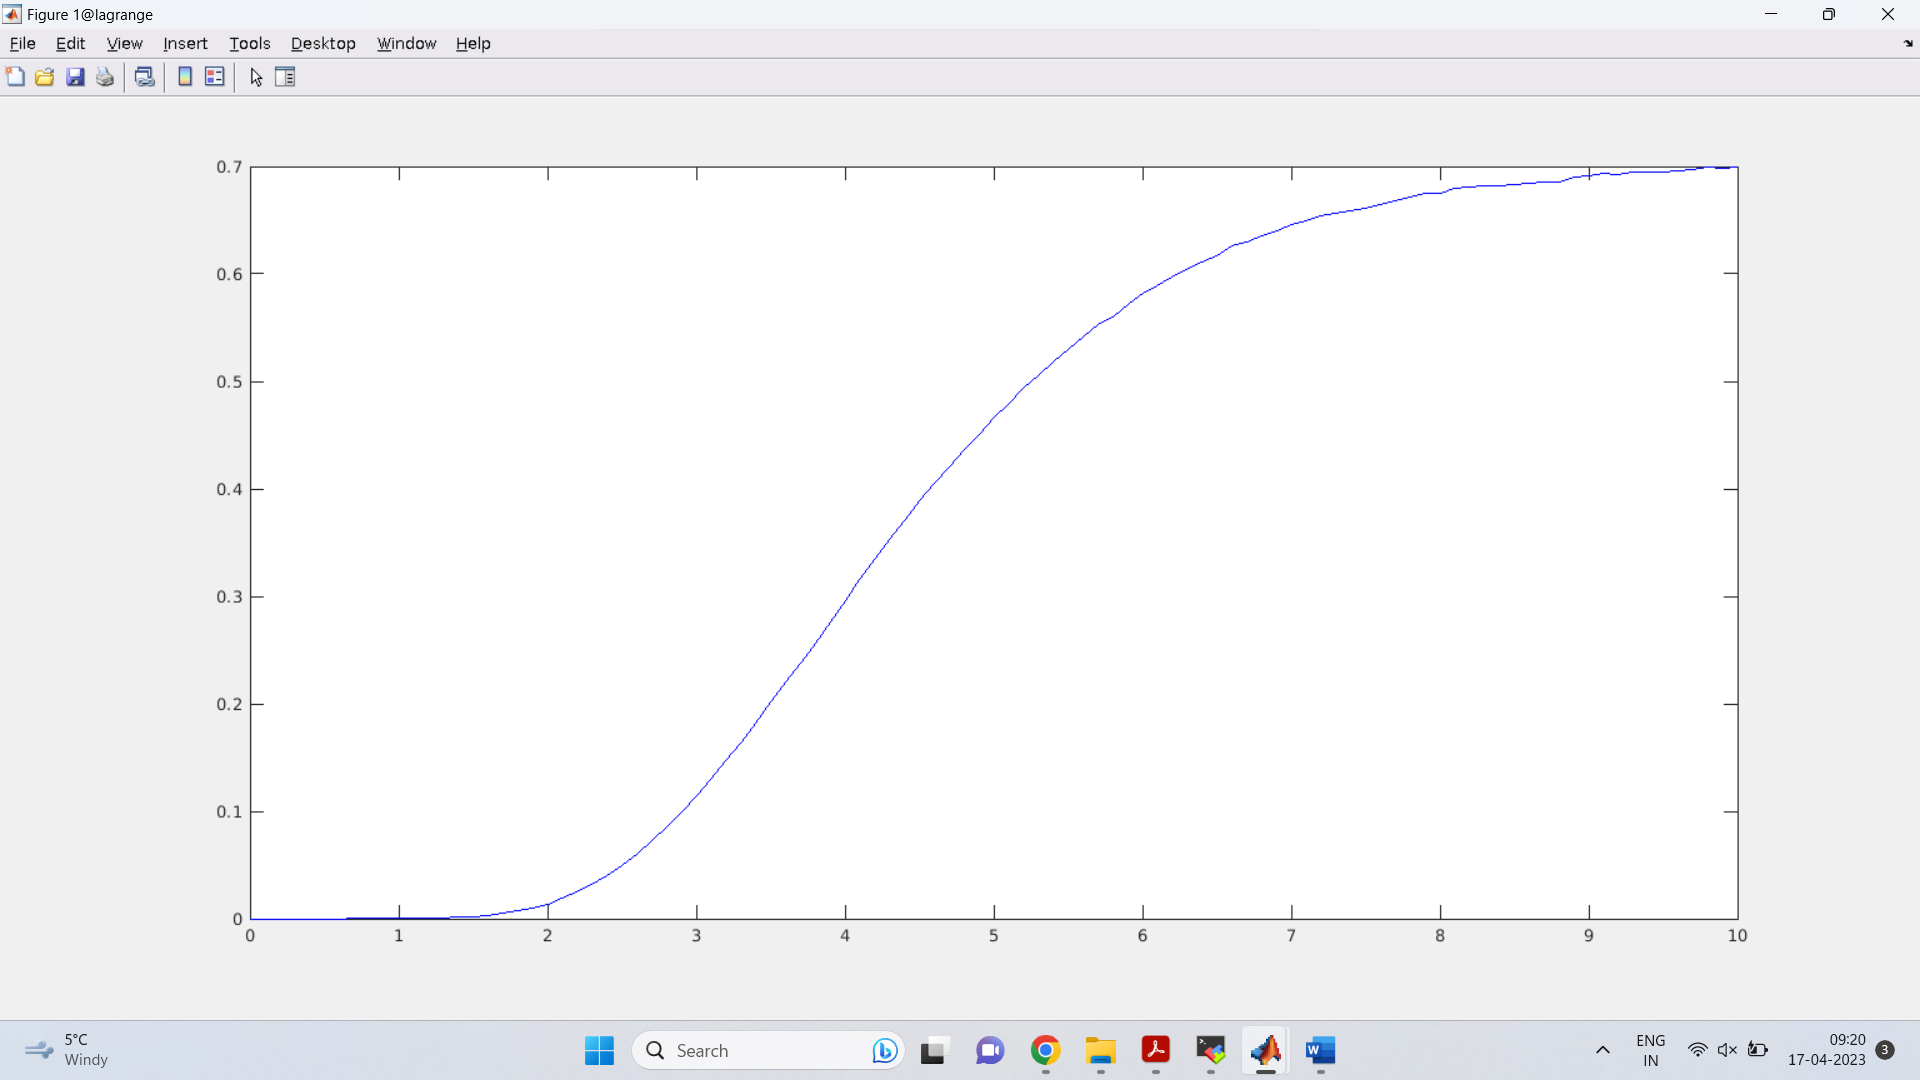 Figure 1@lagrange
File Edit View Insert Tools Desktop Window Help
0.7
0.6
0.5
0.4
0.3
0.2
0.1
0
0 1 2 3 4 5 6 7 8 9 10
5°C
Windy
Search
W
ENG
IN
09:20
17-04-2023
3